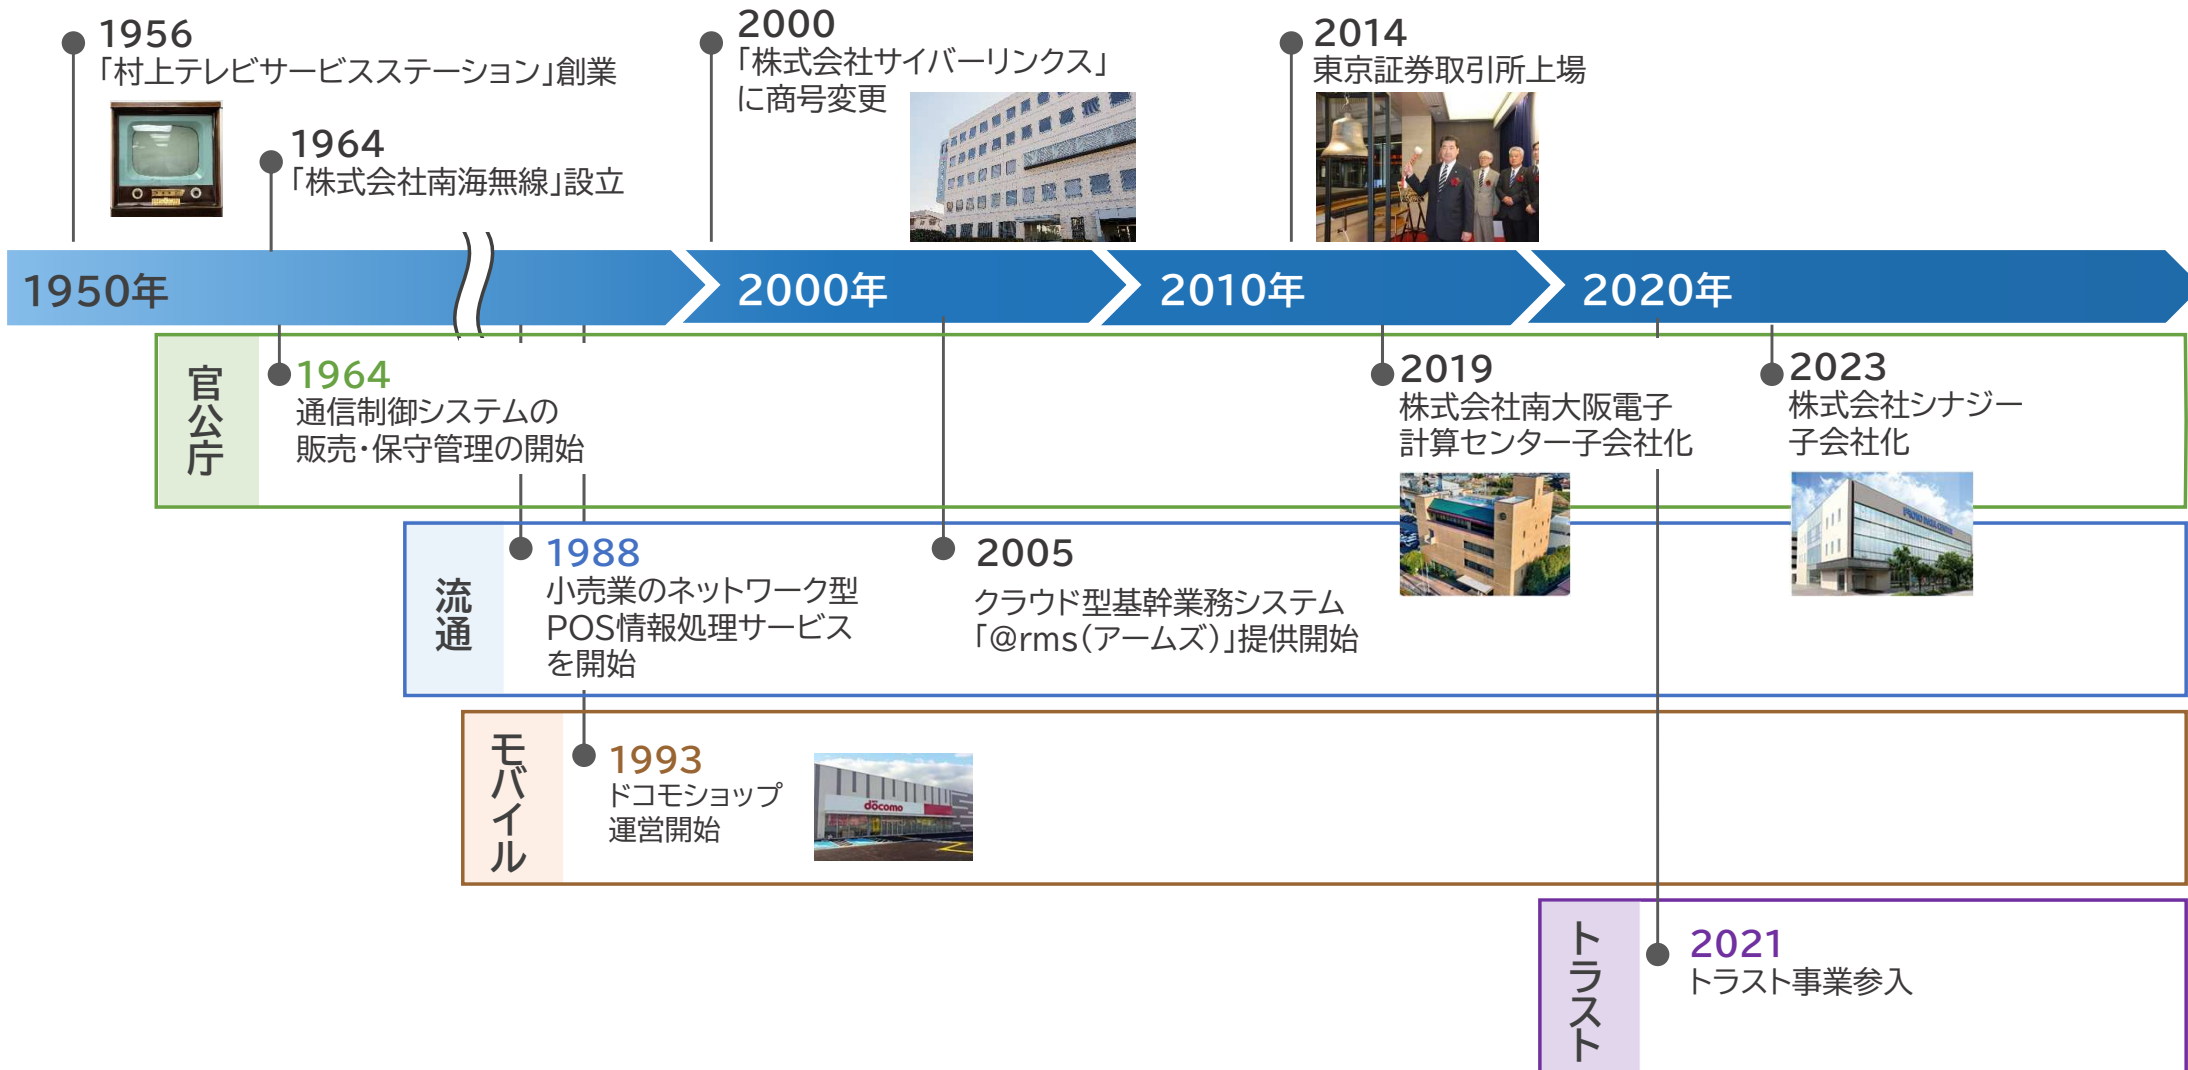 1956
「村上テレビサービスステーション」創業
1964
「株式会社南海無線」設立
2000
「株式会社サイバーリンクス」
に商号変更
2014
東京証券取引所上場
1950年
2000年
2010年
2020年
官公庁
1964
通信制御システムの
販売・保守管理の開始
2019
株式会社南大阪電子
計算センター子会社化
2023
株式会社シナジー
子会社化
流通
1988
小売業のネットワーク型
POS情報処理サービス
を開始
2005
クラウド型基幹業務システム
「@rms(アームズ)」提供開始
モバイル
1993
ドコモショップ
運営開始
docomo
トラスト
2021
トラスト事業参入